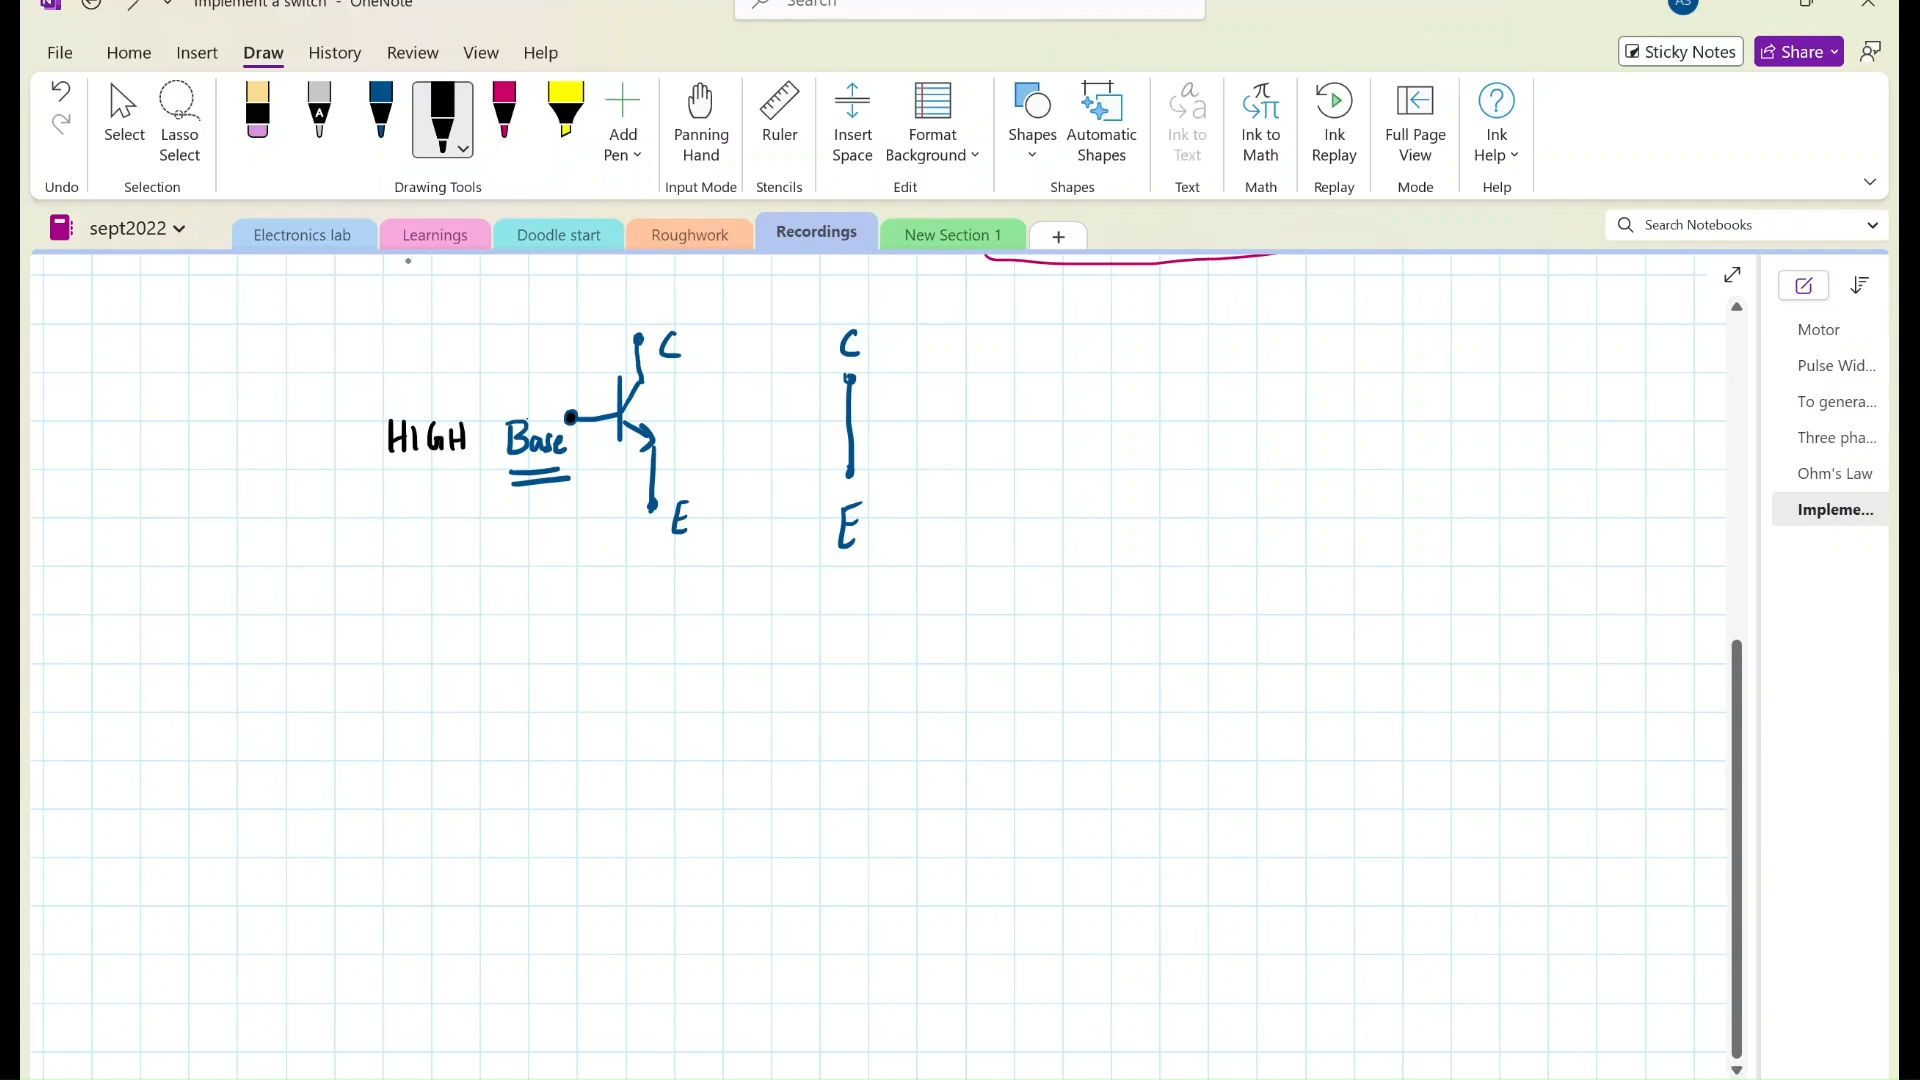 Implement a switch - OneNote
Search
AS
File Home Insert Draw History Review View Help
Sticky Notes Share
Select
Lasso Select
A
Add Pen
Panning Hand
Ruler
Insert Space
Format Background
Shapes
Automatic Shapes
Ink to Text
Ink to Math
Ink Replay
Full Page View
Ink Help
Undo Selection Drawing Tools Input Mode Stencils Edit Shapes Text Math Replay Mode Help
sept2022 Electronics lab Learnings Doodle start Roughwork Recordings New Section 1 + Search Notebooks
Motor
Pulse Wid...
To genera...
Three pha...
Ohm's Law
Impleme...
C C
HIGH Base
E E